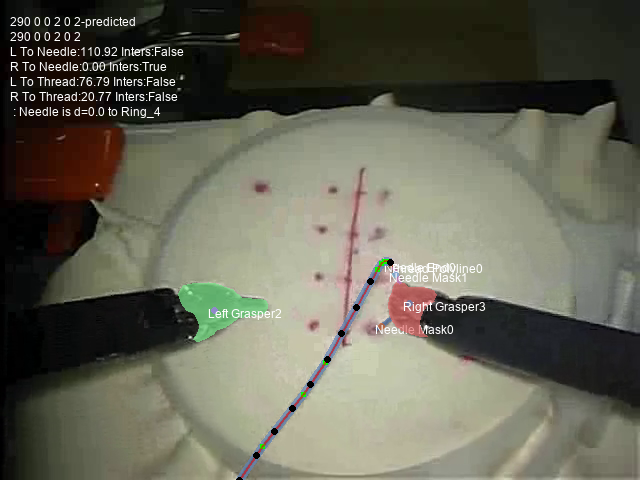 290 0 0 2 0 2-predicted
290 0 0 2 0 2
L To Needle:110.92 Inters:False
R To Needle:0.00 Inters:True
L To Thread:76.79 Inters:False
R To Thread:20.77 Inters:False
: Needle is d=0.0 to Ring_4
Needle Mask1
Left Grasper2
Right Grasper3
Needle Mask0